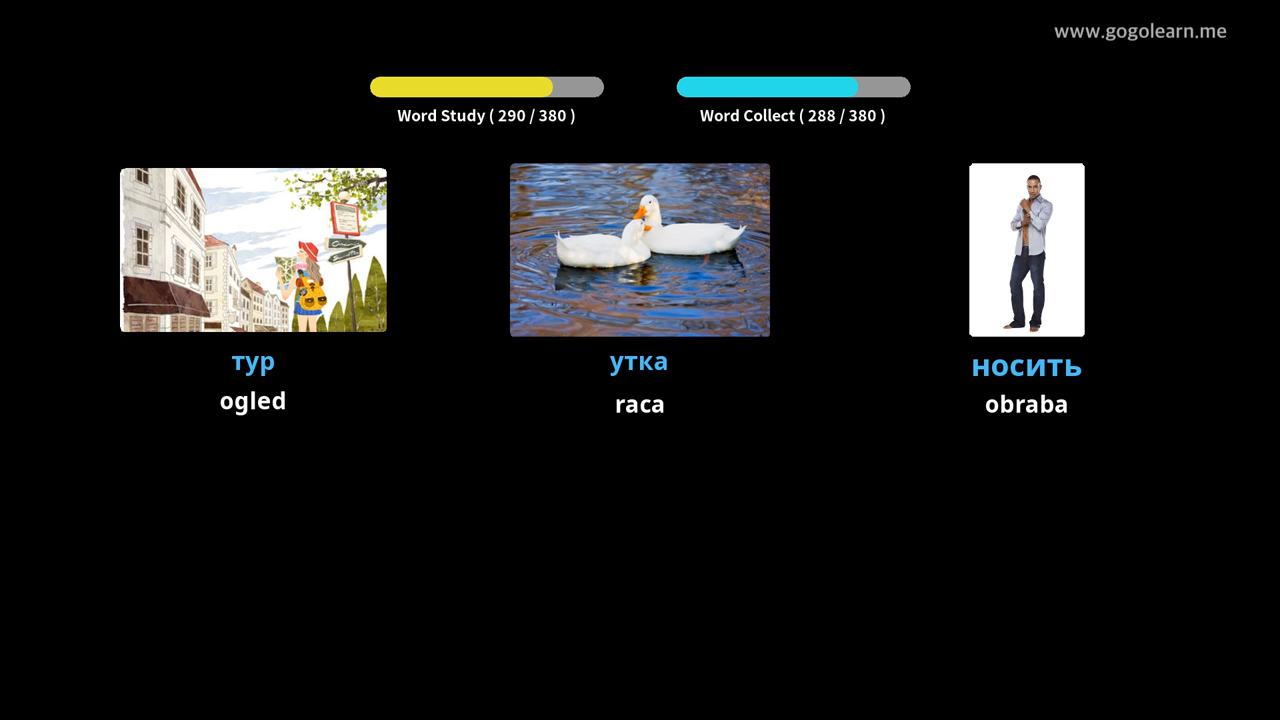 www.gogolearn.me
Word Study ( 290 / 380 )
Word Collect ( 288 / 380 )
тур
утка
носить
ogled
raca
obraba